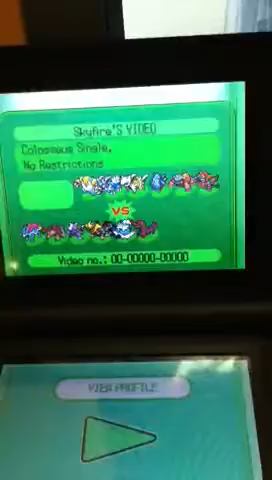 Skyfire'S VIDEO
Colosseum Single,
No Restrictions
VS
Video no.: 00-00000-00000
VIEW PROFILE